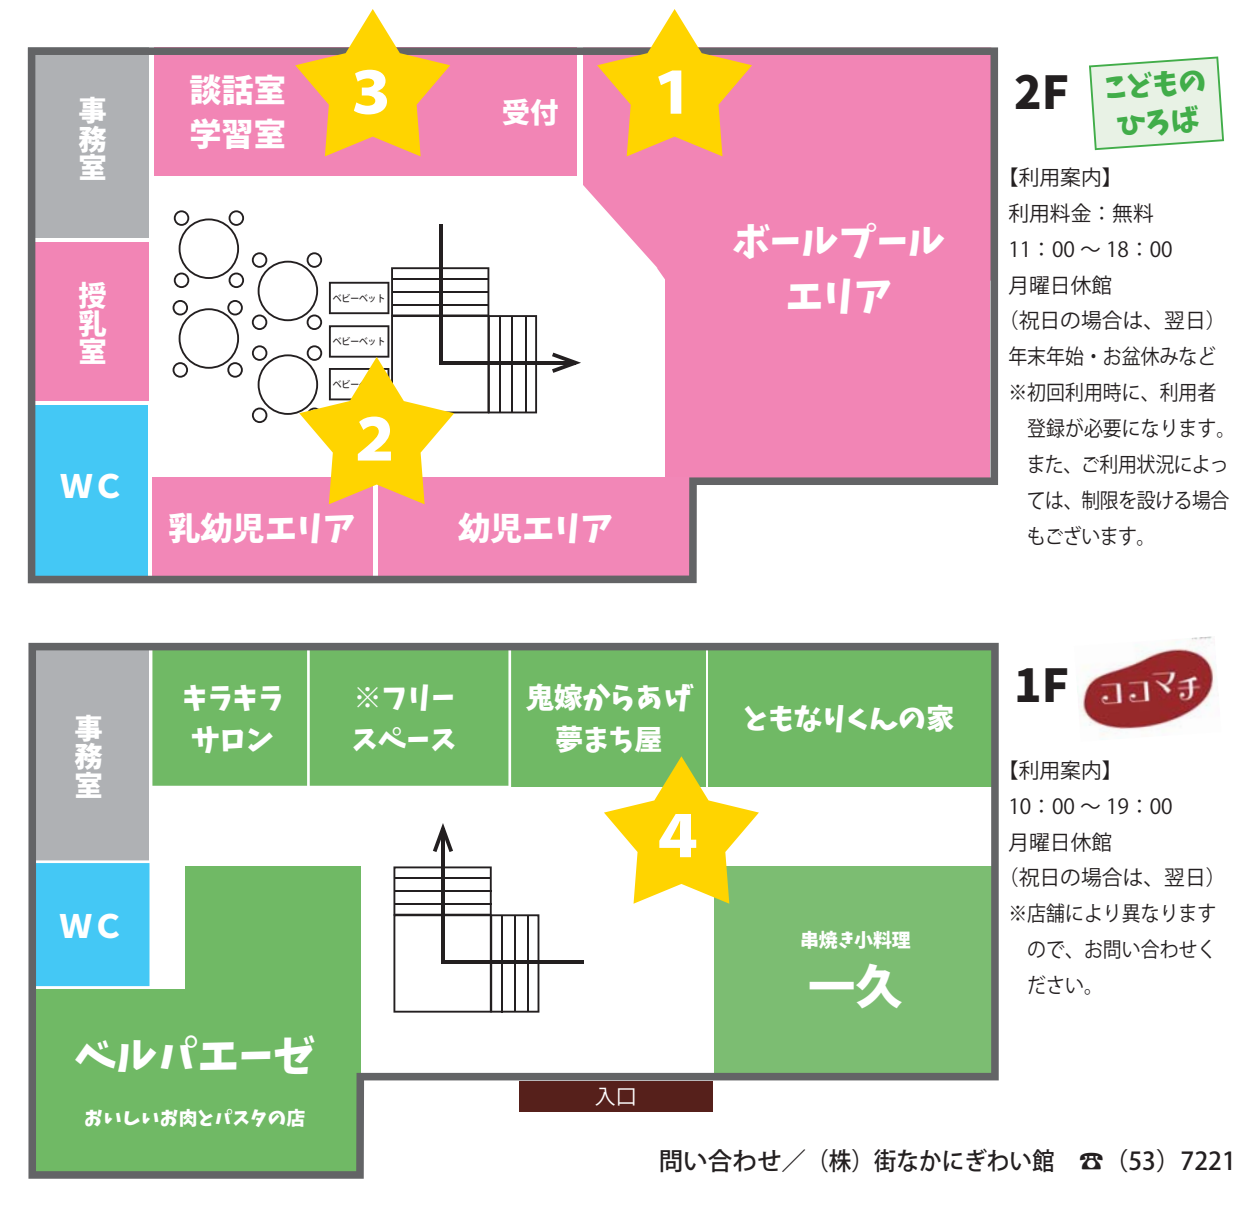 事務室
談話室
学習室
3
受付
1
ボールプール
エリア
授乳室
ベビーベット
ベビーベット
ベビー
2
WC
乳幼児エリア
幼児エリア
2F
こどもの
ひろば
【利用案内】
利用料金：無料
11：00～18：00
月曜日休館
（祝日の場合は、翌日）
年末年始・お盆休みなど
※初回利用時に、利用者
登録が必要になります。
また、ご利用状況によっ
ては、制限を設ける場合
もございます。
事務室
キラキラ
サロン
※フリー
スペース
鬼嫁からあげ
夢まち屋
ともなりくんの家
4
WC
串焼き小料理
一久
ベルパエーゼ
おいしいお肉とパスタの店
入口
1F
ココマチ
【利用案内】
10：00～19：00
月曜日休館
（祝日の場合は、翌日）
※店舗により異なります
ので、お問い合わせく
ださい。
問い合わせ／（株）街なかにぎわい館　☎（53）7221